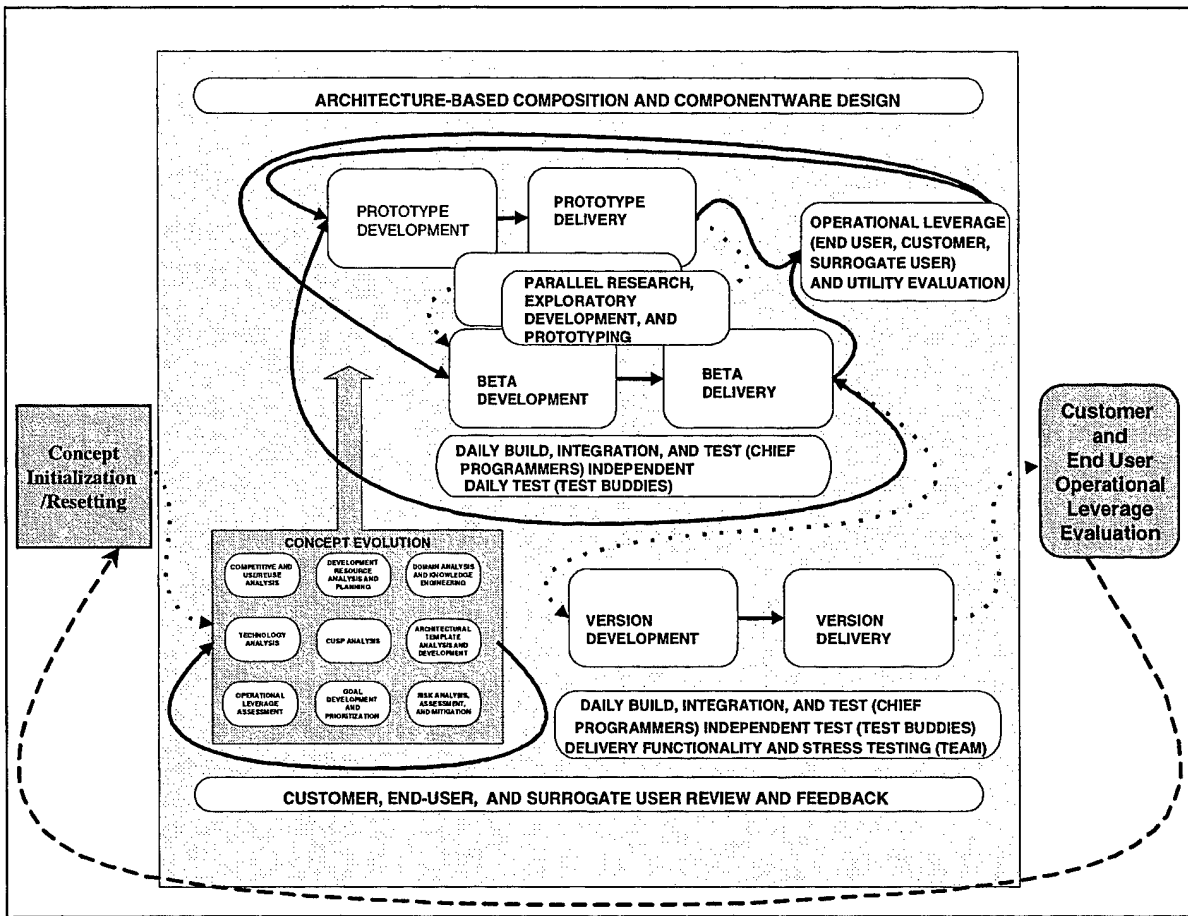 ARCHITECTURE-BASED COMPOSITION AND COMPONENTWARE DESIGN
PROTOTYPE
DEVELOPMENT
PROTOTYPE
DELIVERY
OPERATIONAL LEVERAGE
(END USER, CUSTOMER,
SURROGATE USER)
AND UTILITY EVALUATION
PARALLEL RESEARCH,
EXPLORATORY
DEVELOPMENT, AND
PROTOTYPING
BETA
DEVELOPMENT
BETA
DELIVERY
Concept
Initialization
/Resetting
Customer
and
End User
Operational
Leverage
Evaluation
DAILY BUILD, INTEGRATION, AND TEST (CHIEF
PROGRAMMERS) INDEPENDENT
DAILY TEST (TEST BUDDIES)
CONCEPT EVOLUTION
COMPETITIVE AND
USER/EUSE
ANALYSIS
DEVELOPMENT
RESOURCE
ANALYSIS AND
PLANNING
DOMAIN ANALYSIS
AND KNOWLEDGE
ENGINEERING
TECHNOLOGY
ANALYSIS
CUSP ANALYSIS
ARCHITECTURAL
TEMPLATE
ANALYSIS AND
DEVELOPMENT
OPERATIONAL
LEVERAGE
ASSESSMENT
GOAL
DEVELOPMENT
AND
PRIORITIZATION
RISK ANALYSIS,
ASSESSMENT,
AND MITIGATION
VERSION
DEVELOPMENT
VERSION
DELIVERY
DAILY BUILD, INTEGRATION, AND TEST (CHIEF
PROGRAMMERS) INDEPENDENT TEST (TEST BUDDIES)
DELIVERY FUNCTIONALITY AND STRESS TESTING (TEAM)
CUSTOMER, END-USER, AND SURROGATE USER REVIEW AND FEEDBACK